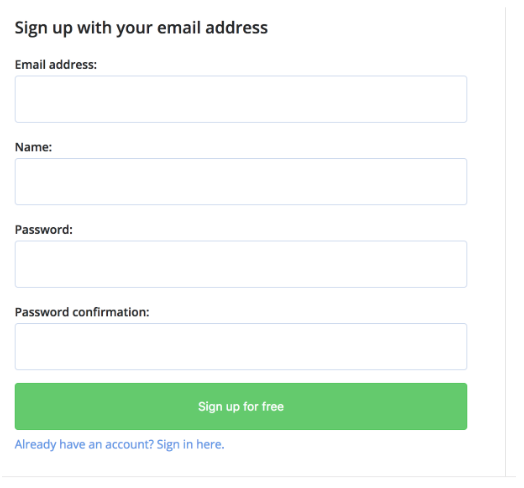 Sign up with your email address
Email address:
Name:
Password:
Password confirmation:
Sign up for free
Already have an account? Sign in here.